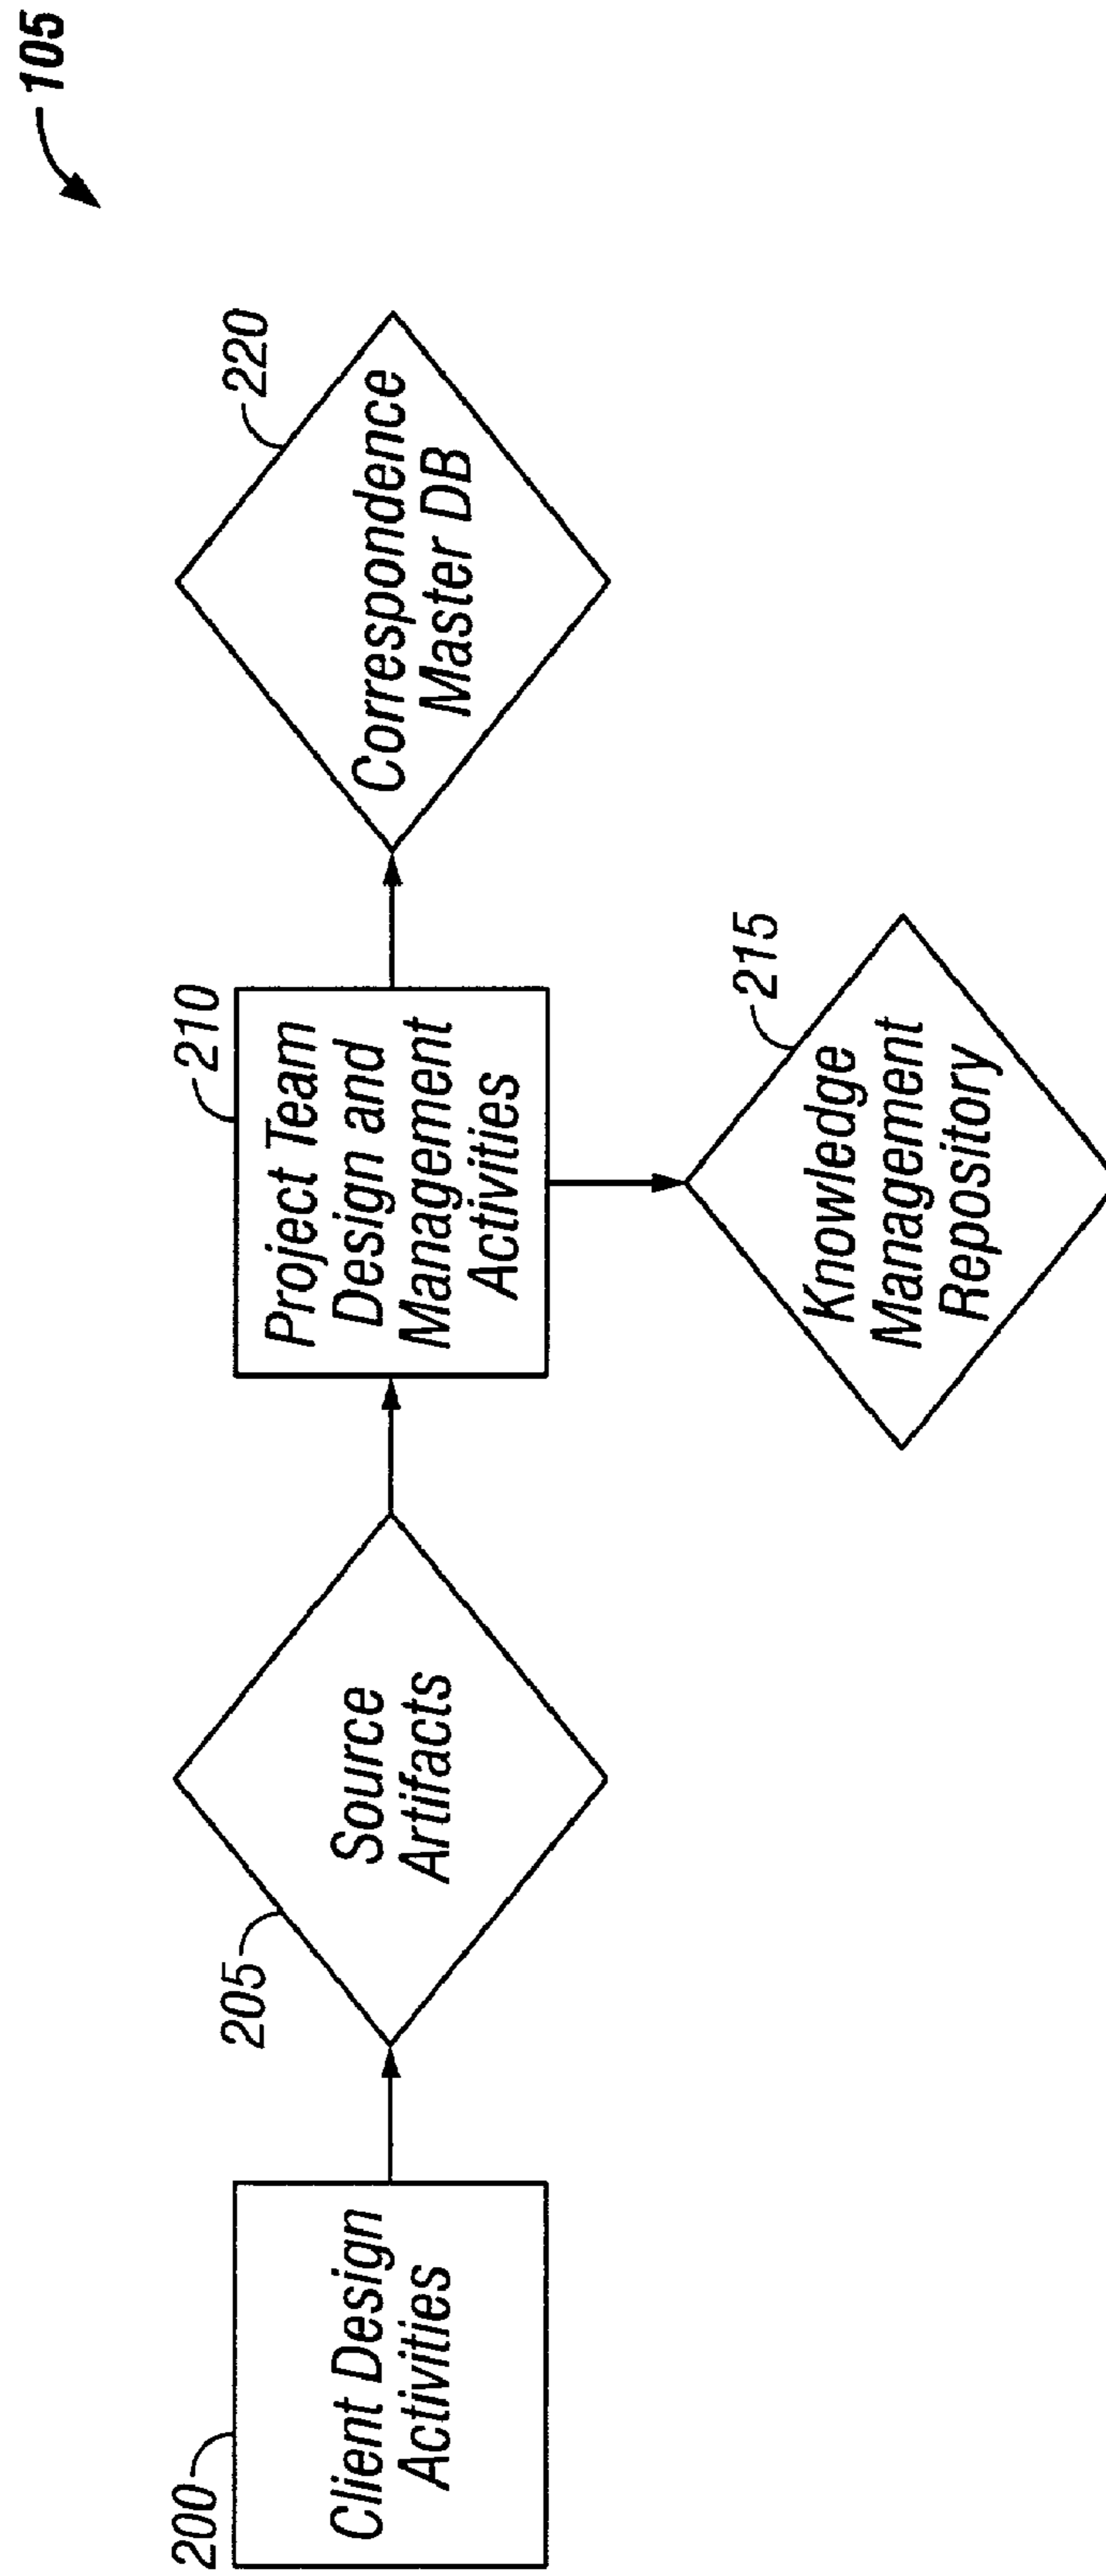 105
200
Client Design
Activities
205
Source
Artifacts
210
Project Team
Design and
Management
Activities
220
Correspondence
Master DB
215
Knowledge
Management
Repository